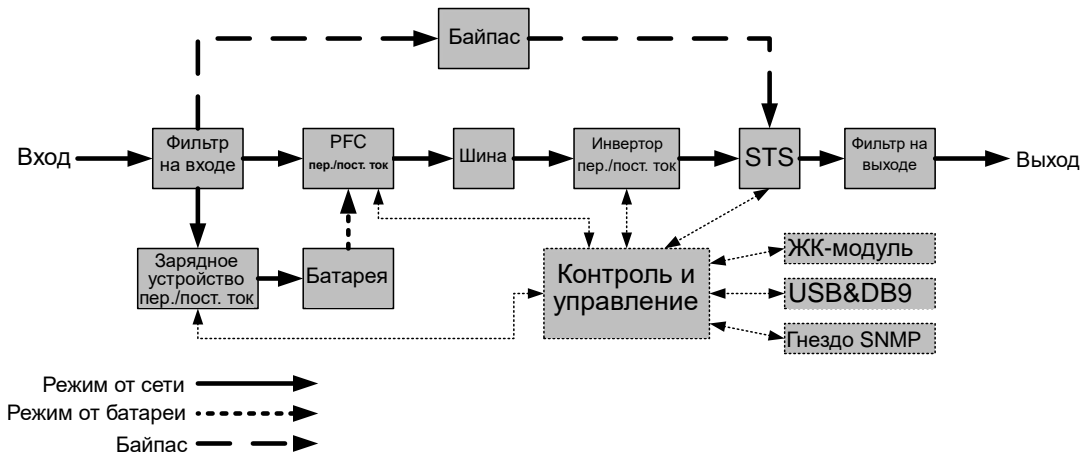 Байпас
Вход
Фильтр
на входе
PFC
пер./пост. ток
Шина
Инвертор
пер./пост. ток
STS
Фильтр на
выходе
Выход
Зарядное
устройство
пер./пост. ток
Батарея
Контроль и
управление
ЖК-модуль
USB&DB9
Гнездо SNMP
Режим от сети
Режим от батареи
Байпас